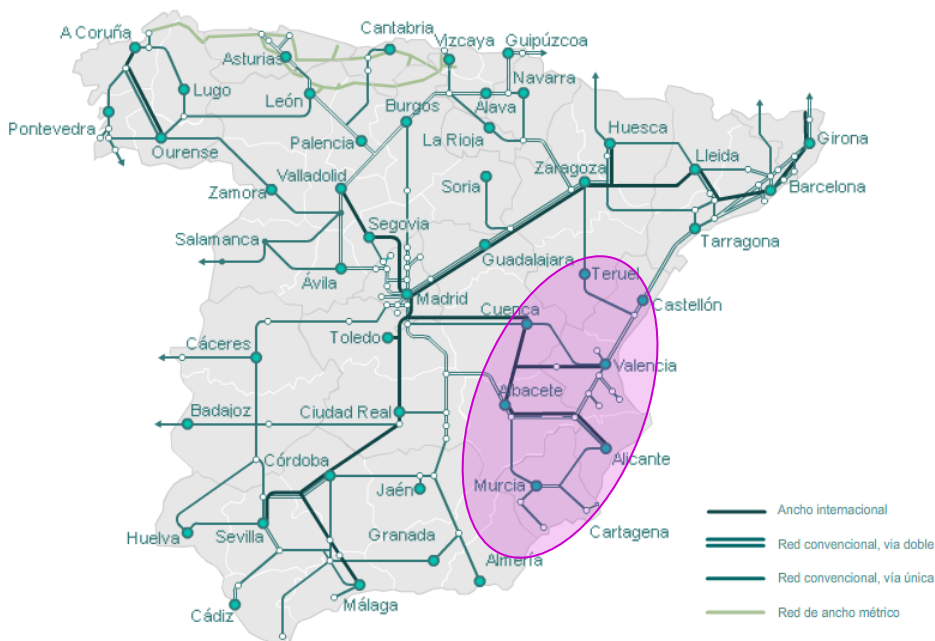 Cantabria
A Coruña
Vizcaya
Guipúzcoa
Asturias
Lugo
León
Navarra
Burgos
Alava
Pontevedra
Palencia
La Rioja
Huesca
Girona
Ourense
Lleida
Zaragoza
Valladolid
Zamora
Soria
Barcelona
Segovia
Salamanca
Tarragona
Guadalajara
Ávila
Teruel
Madrid
Castellón
Cuenca
Toledo
Cáceres
Valencia
Albacete
Badajoz
Ciudad Real
Córdoba
Alicante
Jaén
Murcia
Huelva
Sevilla
Granada
Cartagena
Almería
Cádiz
Málaga
Ancho internacional
Red convencional, via doble
Red convencional, vía única
Red de ancho métrico